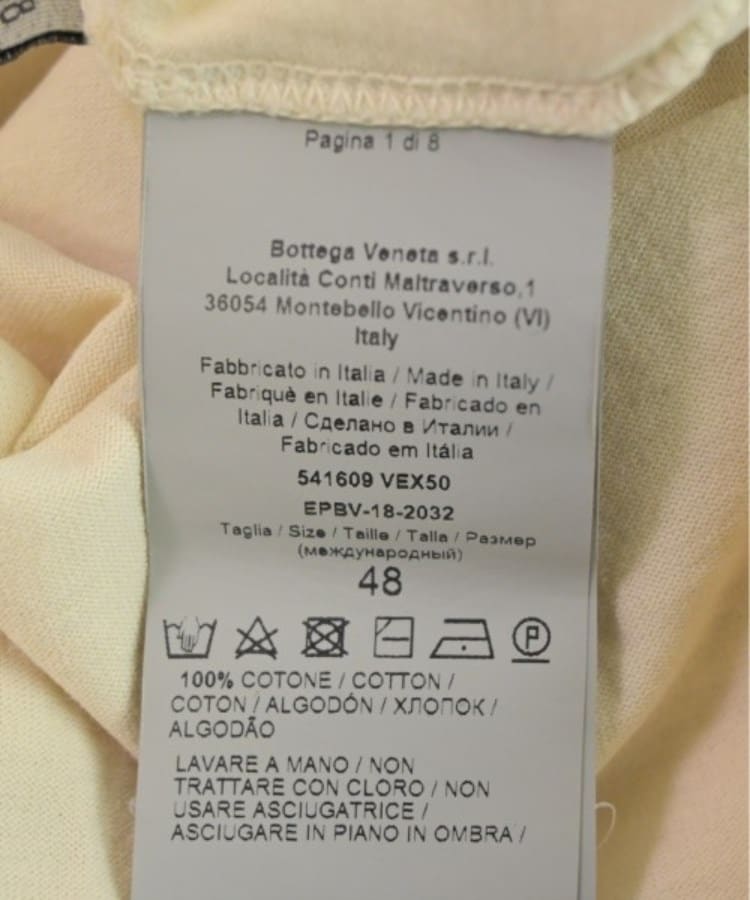 8
Pagina 1 di 8
Bottega Veneta s.r.l.
Località Conti Maltraverso,1
36054 Montebello Vicentino (VI)
Italy
Fabbricato in Italia / Made in Italy /
Fabriquè en Italie / Fabricado en
Italia / Сделано в Италии /
Fabricado em Itália
541609 VEX50
EPBV-18-2032
Taglia / Size / Taille / Talla / Размер
(международный)
48
P
100% COTONE / COTTON /
COTON / ALGODÓN / ХЛОПОК /
ALGODÃO
LAVARE A MANO / NON
TRATTARE CON CLORO / NON
USARE ASCIUGATRICE /
ASCIUGARE IN PIANO IN OMBRA /